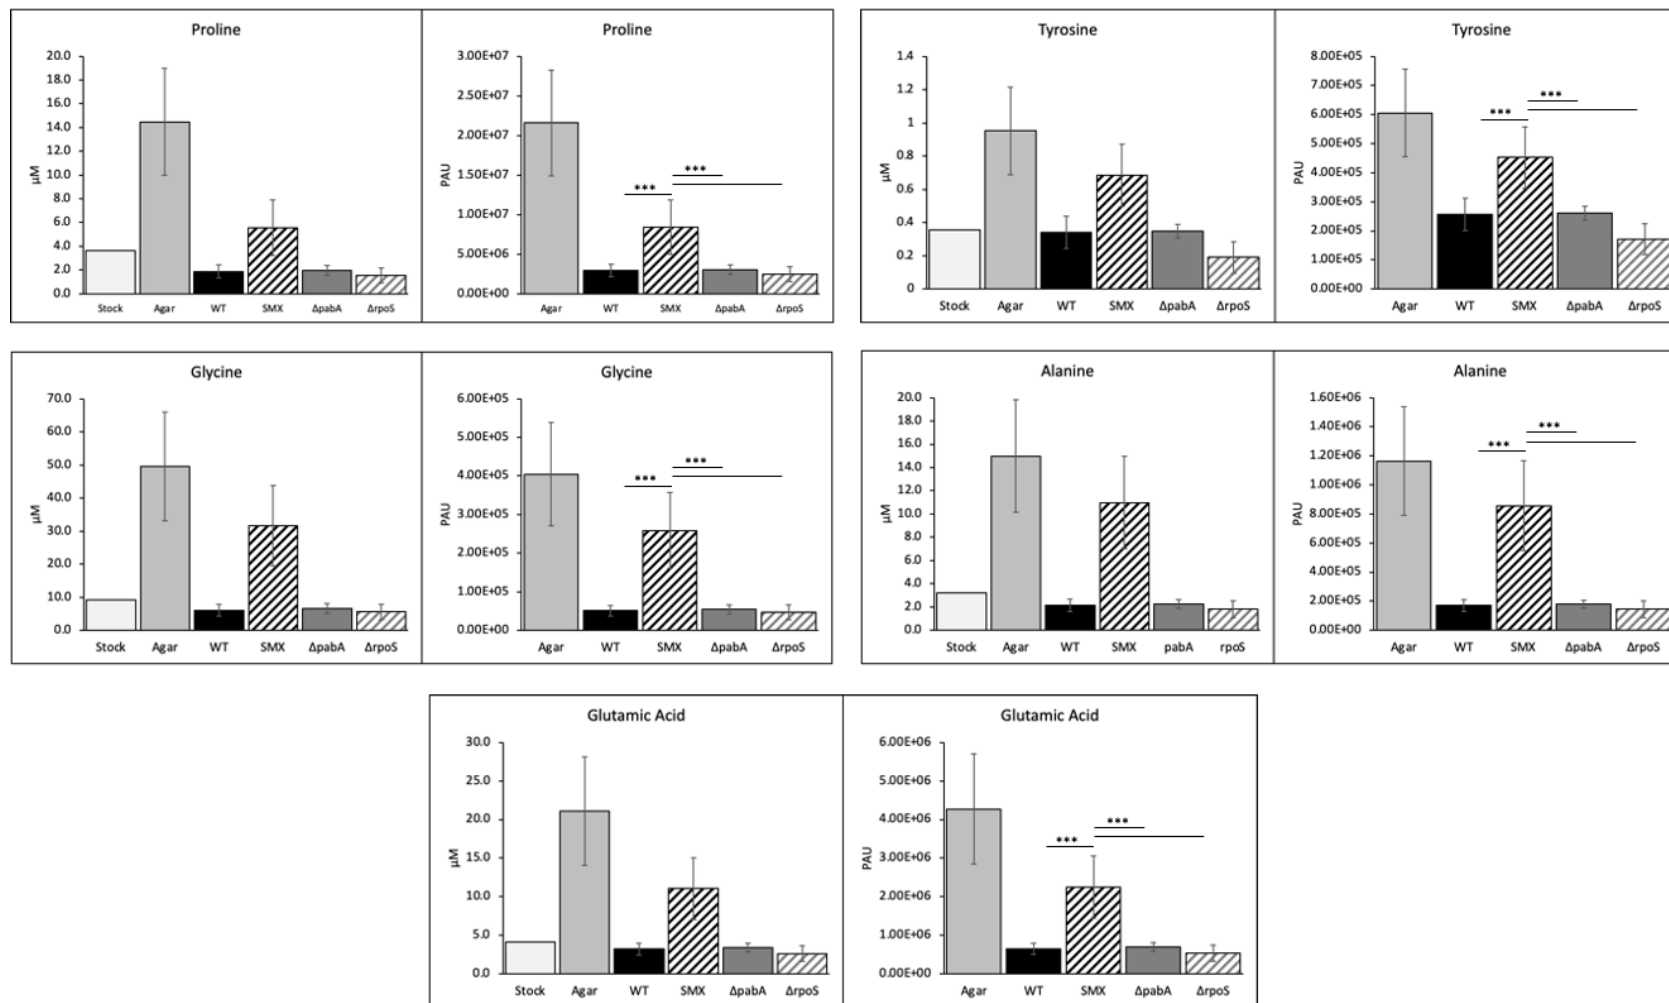 Proline
20.0
18.0
16.0
14.0
12.0
10.0
8.0
6.0
4.0
2.0
0.0
µM
Stock Agar WT SMX ΔpabA ΔrpoS
Proline
3.00E+07
2.50E+07
2.00E+07
1.50E+07
1.00E+07
5.00E+06
0.00E+00
PAU
***
***
Agar WT SMX ΔpabA ΔrpoS
Tyrosine
1.4
1.2
1
0.8
0.6
0.4
0.2
0
µM
Stock Agar WT SMX ΔpabA ΔrpoS
Tyrosine
8.00E+05
7.00E+05
6.00E+05
5.00E+05
4.00E+05
3.00E+05
2.00E+05
1.00E+05
0.00E+00
PAU
***
***
Agar WT SMX ΔpabA ΔrpoS
Glycine
70.0
60.0
50.0
40.0
30.0
20.0
10.0
0.0
µM
Stock Agar WT SMX ΔpabA ΔrpoS
Glycine
6.00E+05
5.00E+05
4.00E+05
3.00E+05
2.00E+05
1.00E+05
0.00E+00
PAU
***
***
Agar WT SMX ΔpabA ΔrpoS
Alanine
20.0
18.0
16.0
14.0
12.0
10.0
8.0
6.0
4.0
2.0
0.0
µM
Stock Agar WT SMX pabA rpoS
Alanine
1.60E+06
1.40E+06
1.20E+06
1.00E+06
8.00E+05
6.00E+05
4.00E+05
2.00E+05
0.00E+00
PAU
***
***
Agar WT SMX ΔpabA ΔrpoS
Glutamic Acid
30.0
25.0
20.0
15.0
10.0
5.0
0.0
µM
Stock Agar WT SMX ΔpabA ΔrpoS
Glutamic Acid
6.00E+06
5.00E+06
4.00E+06
3.00E+06
2.00E+06
1.00E+06
0.00E+00
PAU
***
***
Agar WT SMX ΔpabA ΔrpoS